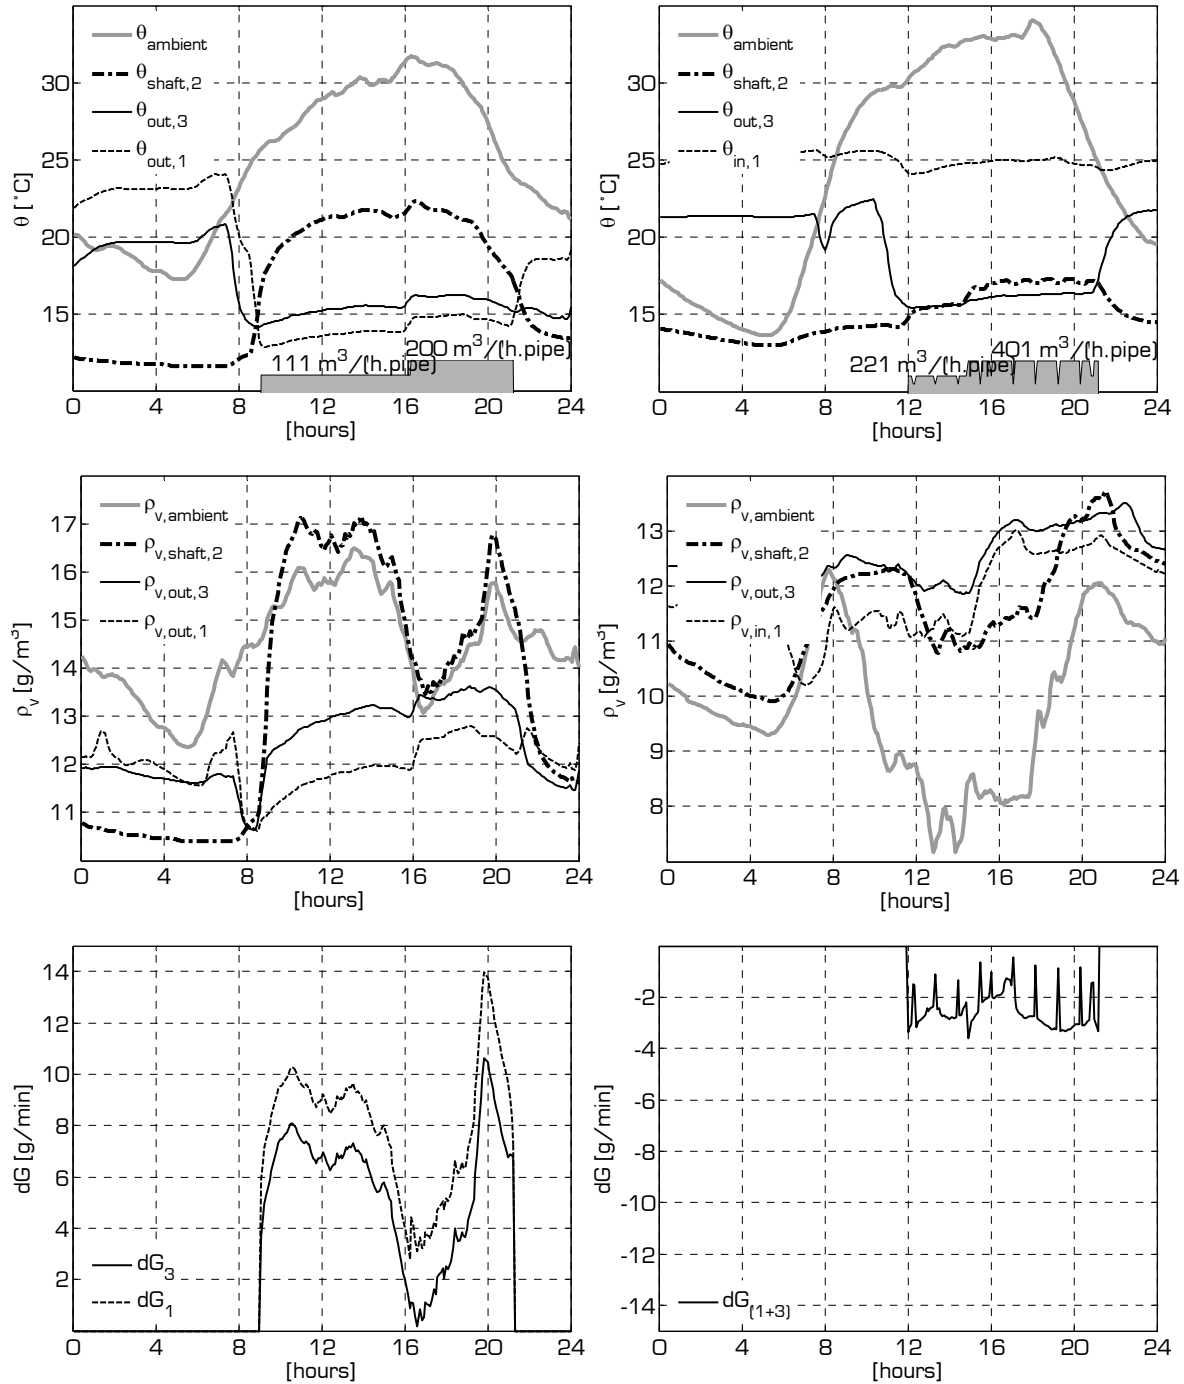 θambient
θshaft,2
θout,3
θout,1
30
25
20
15
θ [˚C]
111 m³/(h.pipe)
200 m³/(h.pipe)
0 4 8 12 16 20 24
[hours]
θambient
θshaft,2
θout,3
θin,1
30
25
20
15
θ [˚C]
221 m³/(h.pipe)
401 m³/(h.pipe)
0 4 8 12 16 20 24
[hours]
ρv,ambient
ρv,shaft,2
ρv,out,3
ρv,out,1
17
16
15
14
13
12
11
ρv [g/m³]
0 4 8 12 16 20 24
[hours]
ρv,ambient
ρv,shaft,2
ρv,out,3
ρv,in,1
13
12
11
10
9
8
ρv [g/m³]
0 4 8 12 16 20 24
[hours]
14
12
10
8
6
4
2
dG [g/min]
dG3
dG1
0 4 8 12 16 20 24
[hours]
-2
-4
-6
-8
-10
-12
-14
dG [g/min]
dG(1+3)
0 4 8 12 16 20 24
[hours]